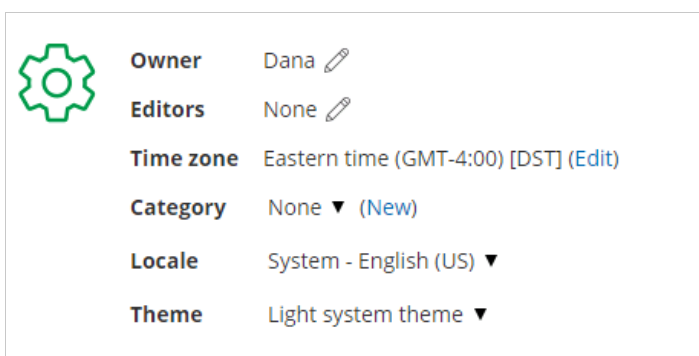 Owner Dana
Editors None
Time zone Eastern time (GMT-4:00) [DST] (Edit)
Category None ▼ (New)
Locale System - English (US) ▼
Theme Light system theme ▼